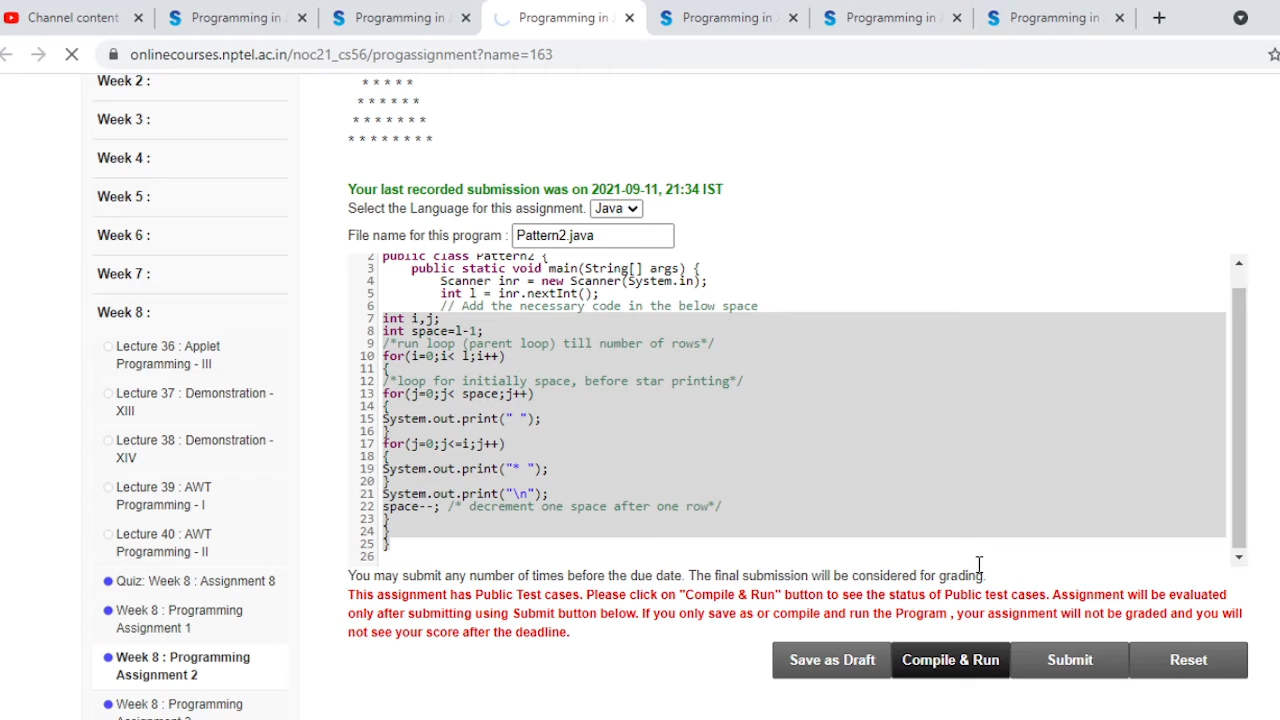 Channel content
Programming in J
Programming in J
Programming in J
Programming in J
Programming in J
Programming in
onlinecourses.nptel.ac.in/noc21_cs56/progassignment?name=163
Week 2 :
Week 3 :
Week 4 :
Week 5 :
Week 6 :
Week 7 :
Week 8 :
Lecture 36 : Applet
Programming - III
Lecture 37 : Demonstration -
XIII
Lecture 38 : Demonstration -
XIV
Lecture 39 : AWT
Programming - I
Lecture 40 : AWT
Programming - II
Quiz: Week 8 : Assignment 8
Week 8 : Programming
Assignment 1
Week 8 : Programming
Assignment 2
Week 8 : Programming
* * * * *
* * * * * *
* * * * * * *
* * * * * * * *
Your last recorded submission was on 2021-09-11, 21:34 IST
Select the Language for this assignment. Java
File name for this program : Pattern2.java
2 public class Pattern2 {
3 public static void main(String[] args) {
4 Scanner inr = new Scanner(System.in);
5 int l = inr.nextInt();
6 // Add the necessary code in the below space
7 int i,j;
8 int space=l-1;
9 /*run loop (parent loop) till number of rows*/
10 for(i=0;i< l;i++)
11 {
12 /*loop for initially space, before star printing*/
13 for(j=0;j< space;j++)
14 {
15 System.out.print(" ");
16 }
17 for(j=0;j<=i;j++)
18 {
19 System.out.print("* ");
20 }
21 System.out.print("\n");
22 space--; /* decrement one space after one row*/
23 }
24 }
25 }
26
You may submit any number of times before the due date. The final submission will be considered for grading.
This assignment has Public Test cases. Please click on "Compile & Run" button to see the status of Public test cases. Assignment will be evaluated
only after submitting using Submit button below. If you only save as or compile and run the Program , your assignment will not be graded and you will
not see your score after the deadline.
Save as Draft
Compile & Run
Submit
Reset